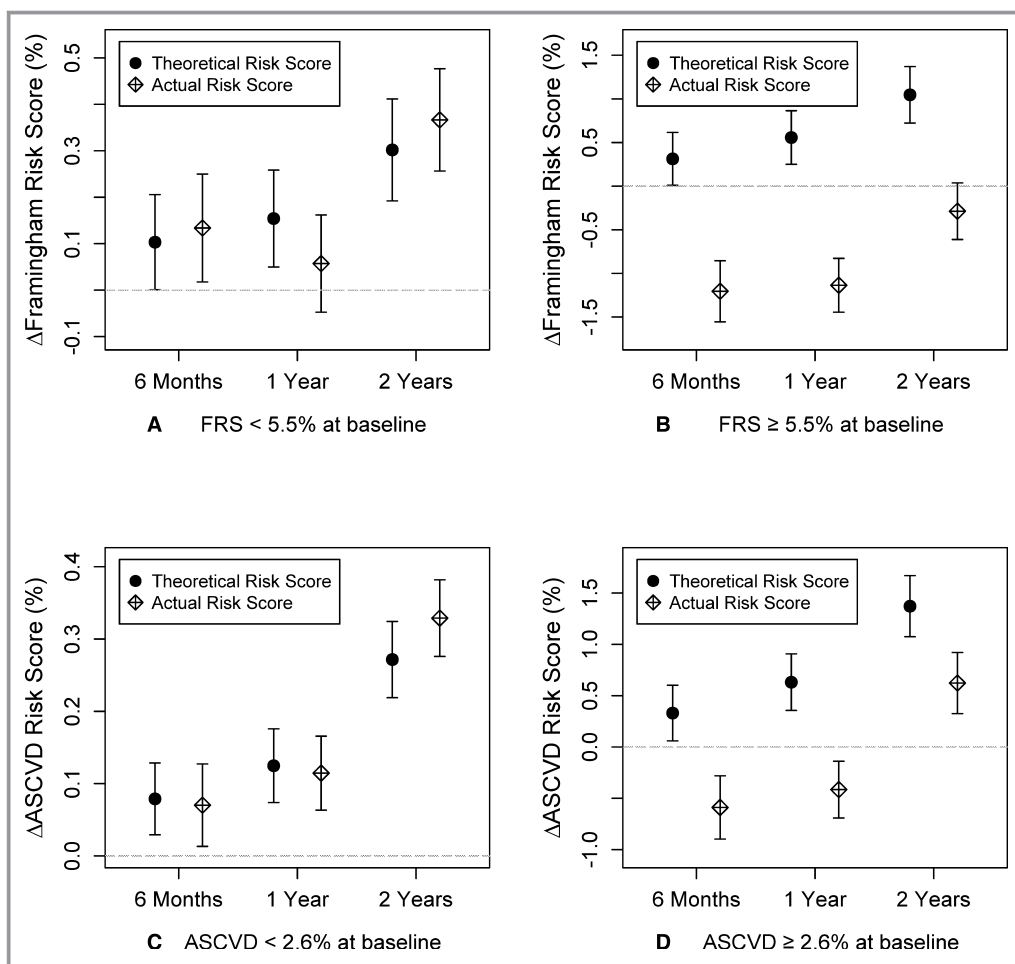 ΔFramingham Risk Score (%)
0.5
0.3
0.1
-0.1
Theoretical Risk Score
Actual Risk Score
6 Months 1 Year 2 Years
A FRS < 5.5% at baseline
ΔFramingham Risk Score (%)
1.5
0.5
-0.5
-1.5
Theoretical Risk Score
Actual Risk Score
6 Months 1 Year 2 Years
B FRS ≥ 5.5% at baseline
ΔASCVD Risk Score (%)
0.4
0.3
0.2
0.1
0.0
Theoretical Risk Score
Actual Risk Score
6 Months 1 Year 2 Years
C ASCVD < 2.6% at baseline
ΔASCVD Risk Score (%)
1.5
1.0
0.5
0.0
-1.0
Theoretical Risk Score
Actual Risk Score
6 Months 1 Year 2 Years
D ASCVD ≥ 2.6% at baseline